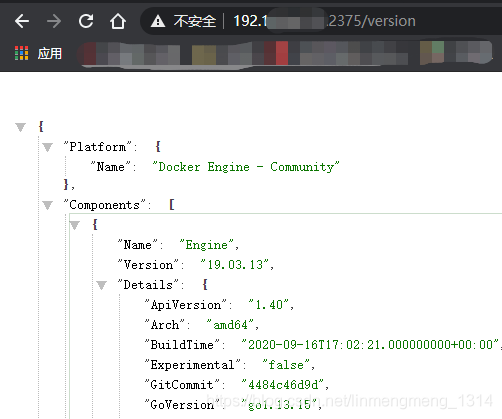 不安全 192.1 .2375/version
应用
{
"Platform": {
"Name": "Docker Engine - Community"
},
"Components": [
{
"Name": "Engine",
"Version": "19.03.13",
"Details": {
"ApiVersion": "1.40",
"Arch": "amd64",
"BuildTime": "2020-09-16T17:02:21.000000000+00:00",
"Experimental": "false",
"GitCommit": "4484c46d9d",
"GoVersion": "go1.13.15",
https://blog.csdn.net/linmengmeng_1314